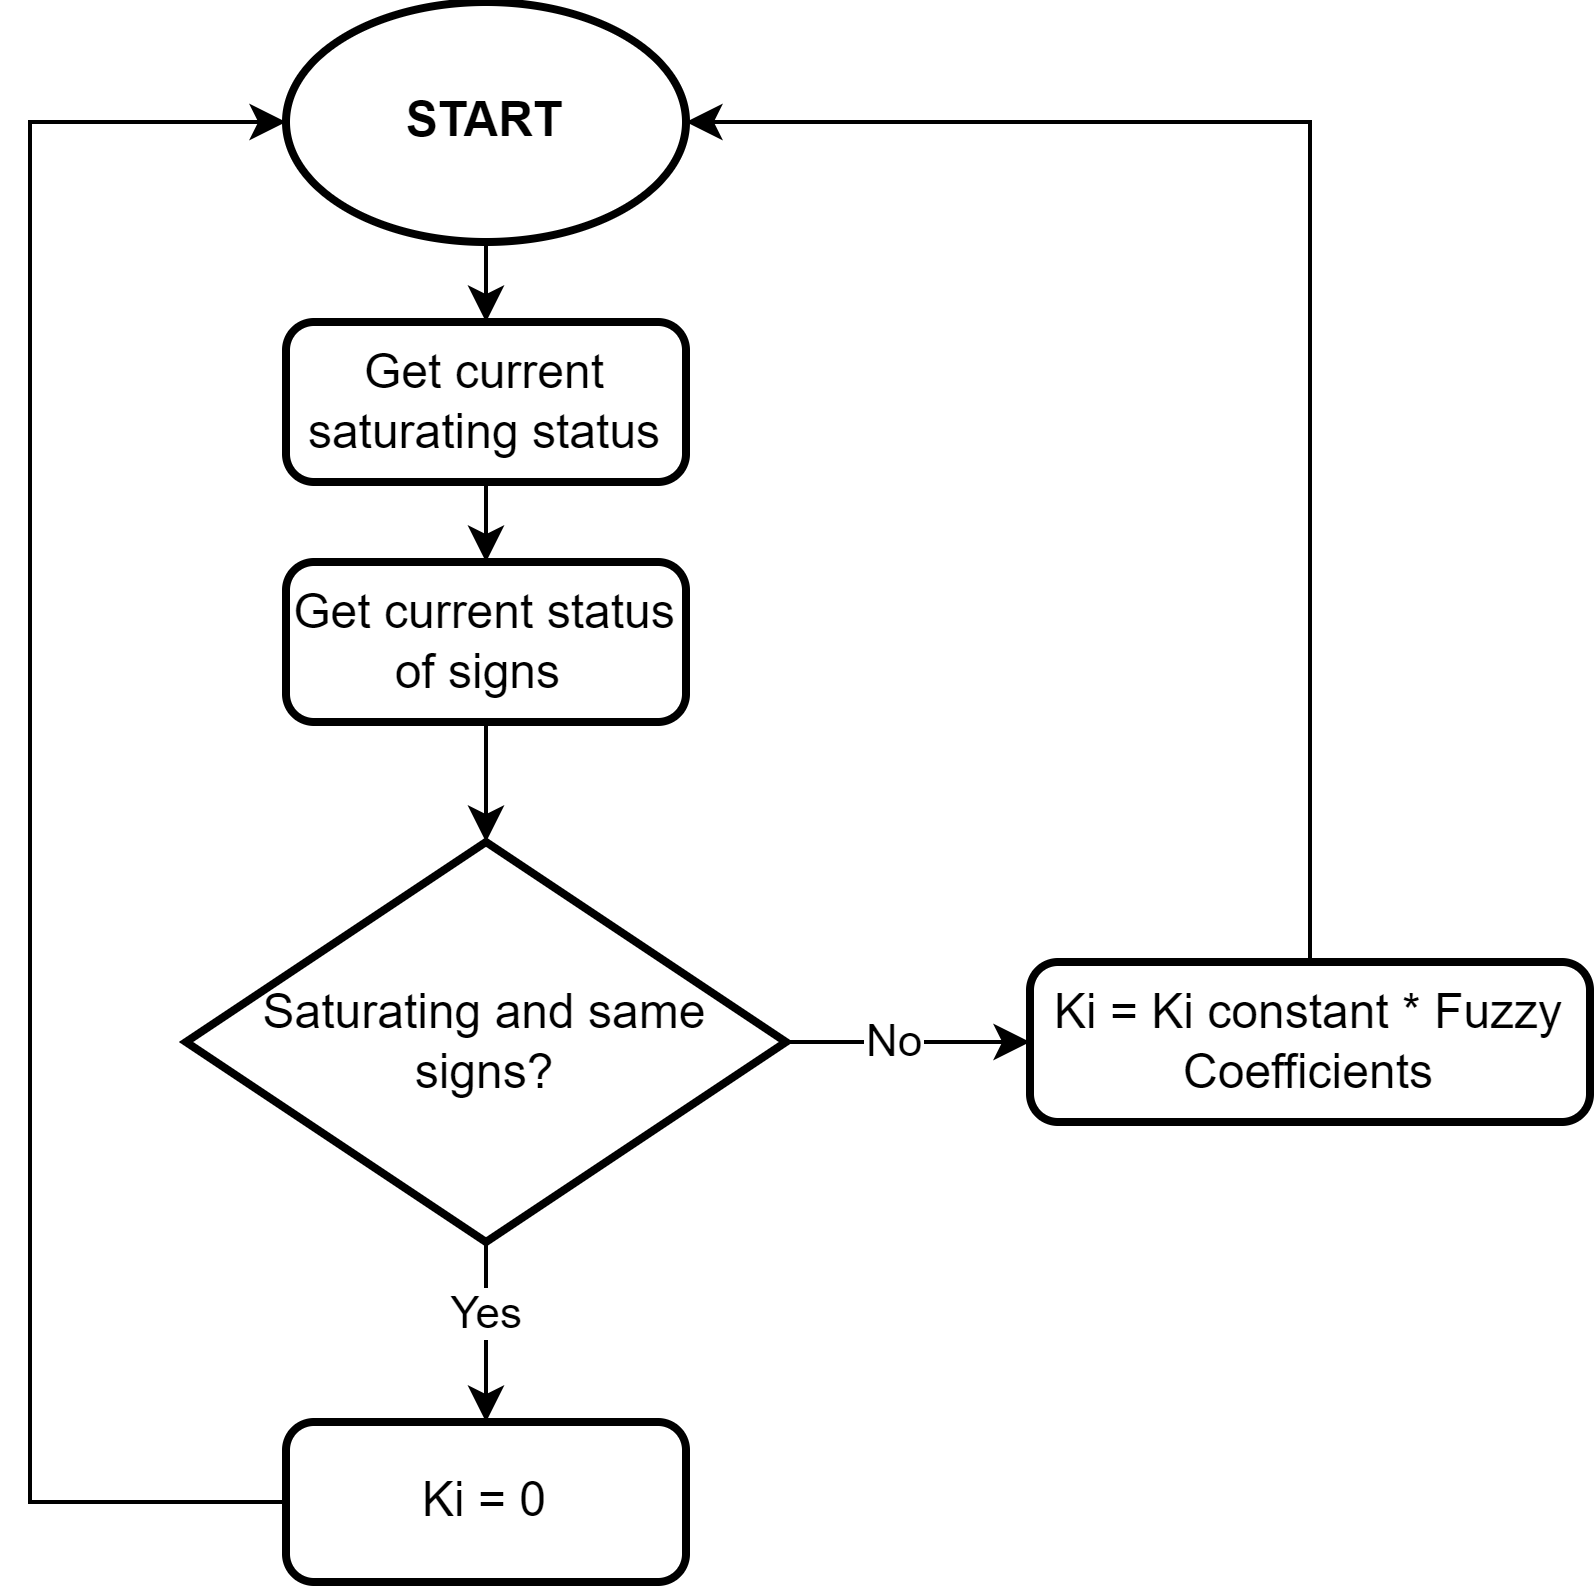 START
Get current
saturating status
Get current status
of signs
Saturating and same
signs?
No
Ki = Ki constant * Fuzzy
Coefficients
Yes
Ki = 0